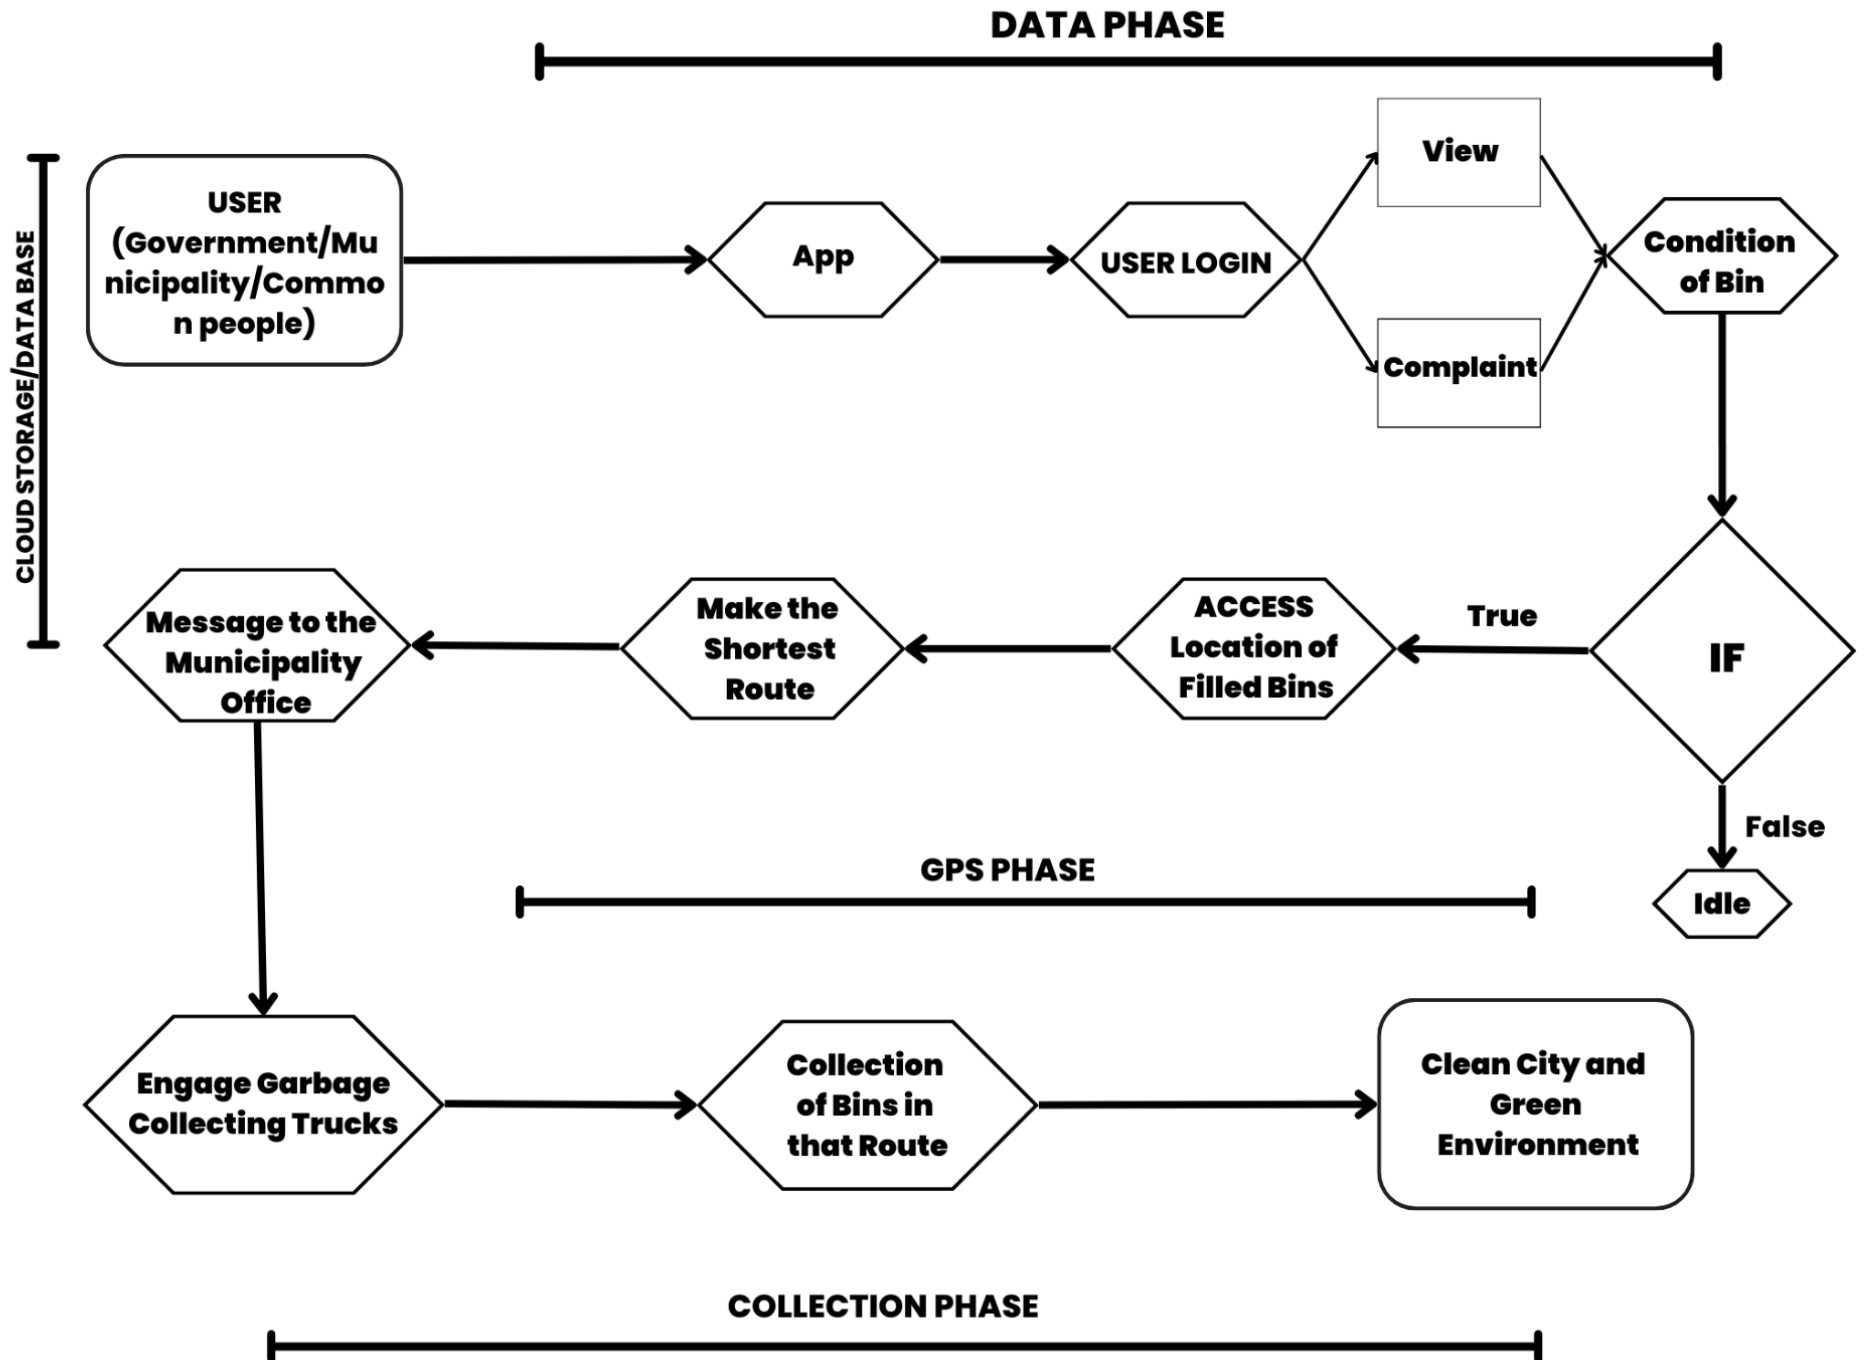 DATA PHASE
CLOUD STORAGE/DATA BASE
USER
(Government/Mu
nicipality/Commo
n people)
App
USER LOGIN
View
Complaint
Condition
of Bin
IF
True
False
Idle
ACCESS
Location of
Filled Bins
Make the
Shortest
Route
Message to the
Municipality
Office
GPS PHASE
Engage Garbage
Collecting Trucks
Collection
of Bins in
that Route
Clean City and
Green
Environment
COLLECTION PHASE